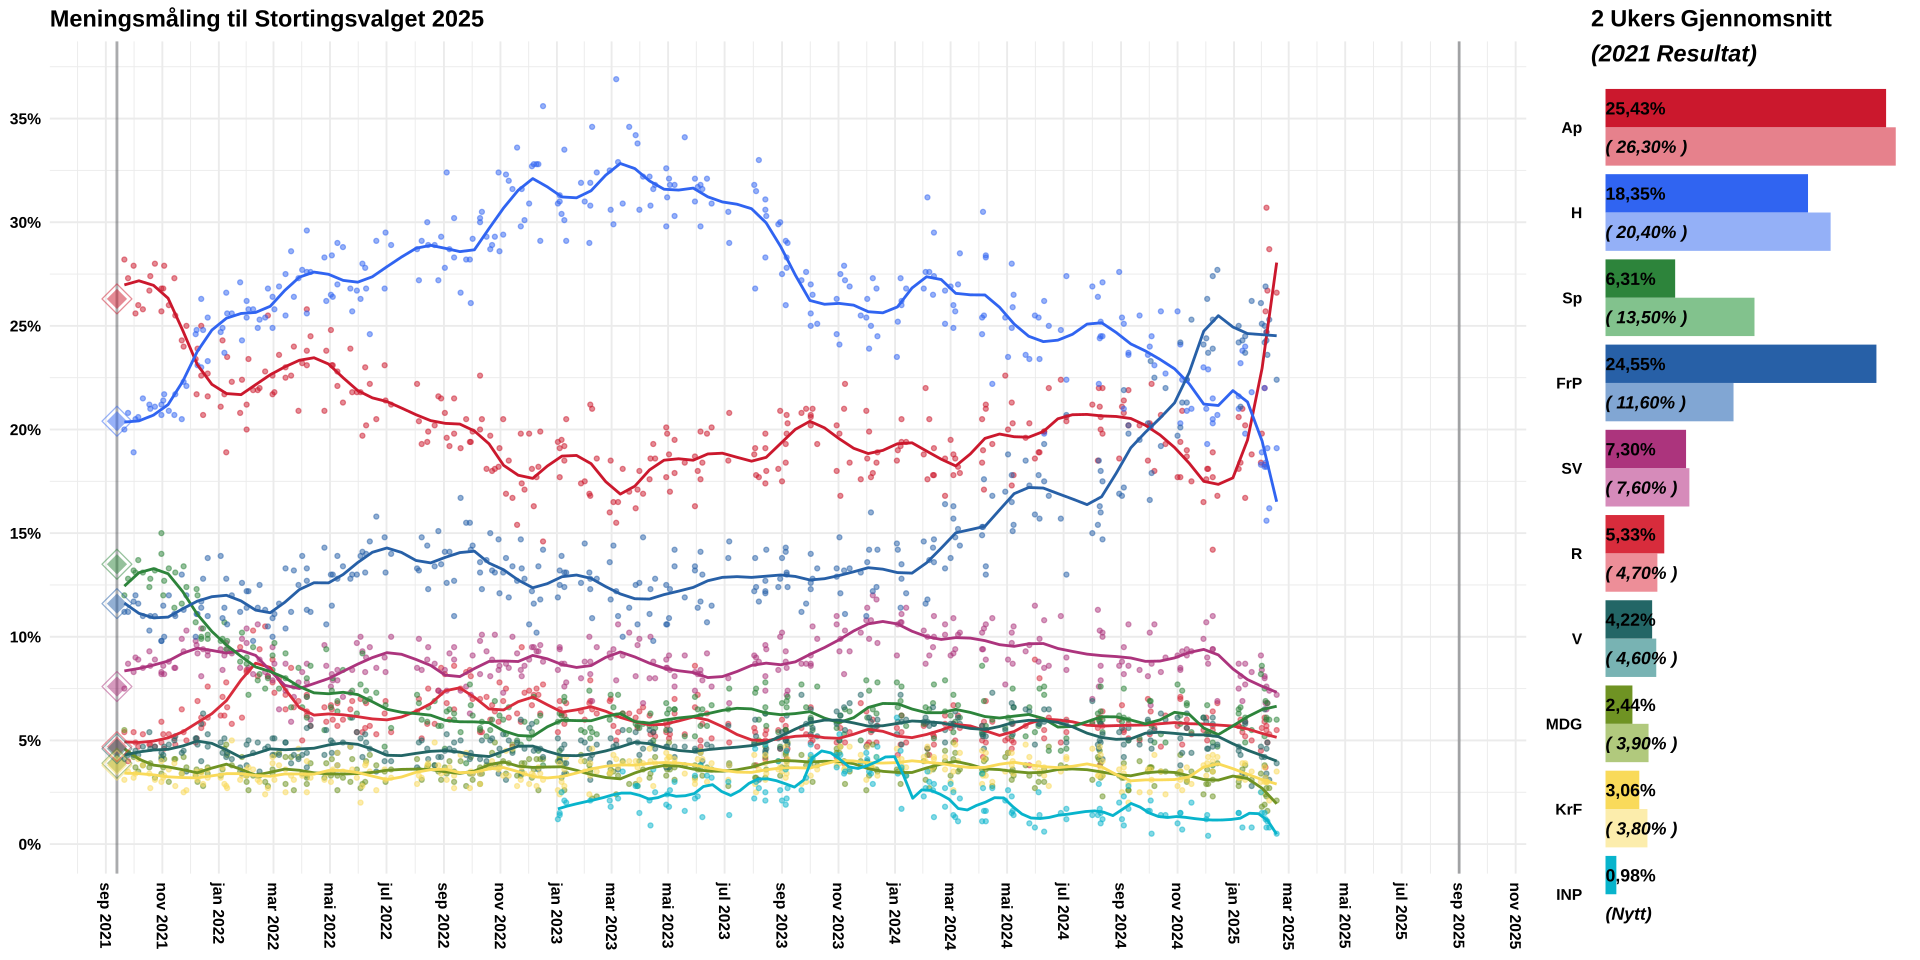 Meningsmåling til Stortingsvalget 2025
35%
30%
25%
20%
15%
10%
5%
0%
sep 2021
nov 2021
jan 2022
mar 2022
mai 2022
jul 2022
sep 2022
nov 2022
jan 2023
mar 2023
mai 2023
jul 2023
sep 2023
nov 2023
jan 2024
mar 2024
mai 2024
jul 2024
sep 2024
nov 2024
jan 2025
mar 2025
mai 2025
jul 2025
sep 2025
nov 2025
2 Ukers Gjennomsnitt
(2021 Resultat)
Ap
25,43%
( 26,30% )
H
18,35%
( 20,40% )
Sp
6,31%
( 13,50% )
FrP
24,55%
( 11,60% )
SV
7,30%
( 7,60% )
R
5,33%
( 4,70% )
V
4,22%
( 4,60% )
MDG
2,44%
( 3,90% )
KrF
3,06%
( 3,80% )
INP
0,98%
(Nytt)